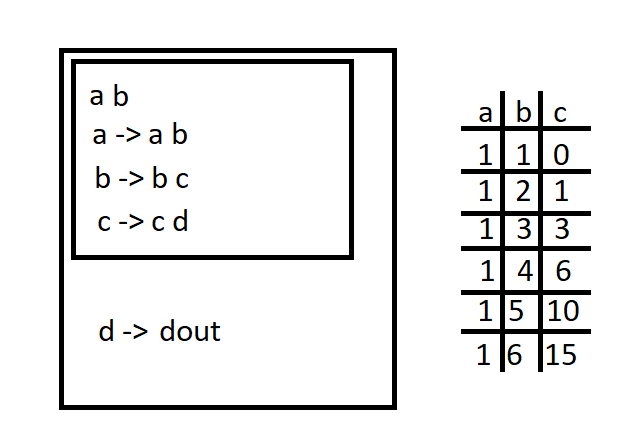 a b
a -> a b
b -> b c
c -> c d
d -> dout
a b c
1 1 0
1 2 1
1 3 3
1 4 6
1 5 10
1 6 15